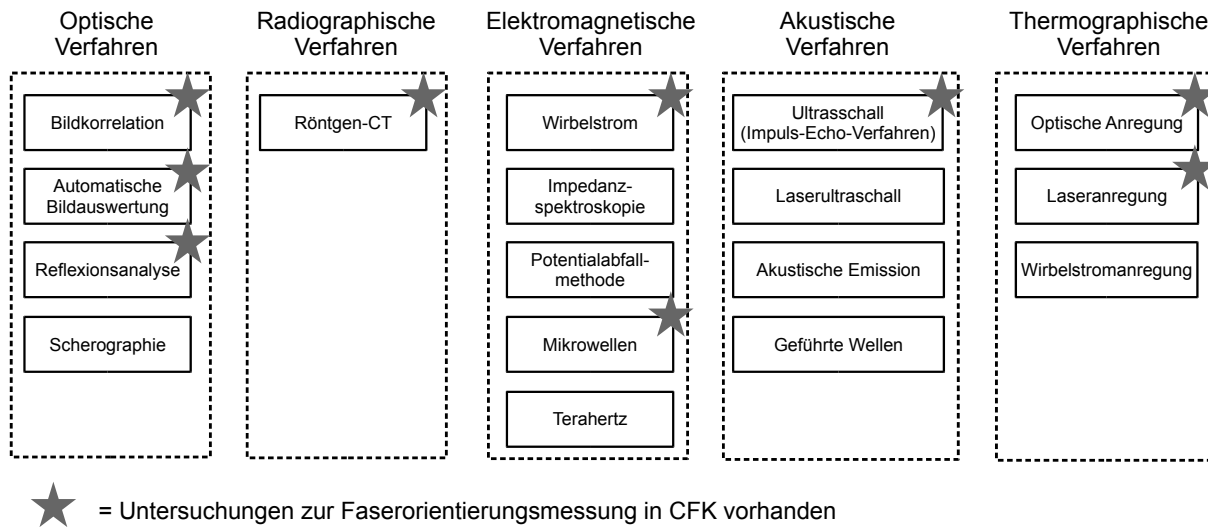 Optische
Verfahren
Bildkorrelation
Automatische
Bildauswertung
Reflexionsanalyse
Scherographie
Radiographische
Verfahren
Röntgen-CT
Elektromagnetische
Verfahren
Wirbelstrom
Impedanz-
spektroskopie
Potentialabfall-
methode
Mikrowellen
Terahertz
Akustische
Verfahren
Ultrasschall
(Impuls-Echo-Verfahren)
Laserultraschall
Akustische Emission
Geführte Wellen
Thermographische
Verfahren
Optische Anregung
Laseranregung
Wirbelstromanregung
= Untersuchungen zur Faserorientierungsmessung in CFK vorhanden